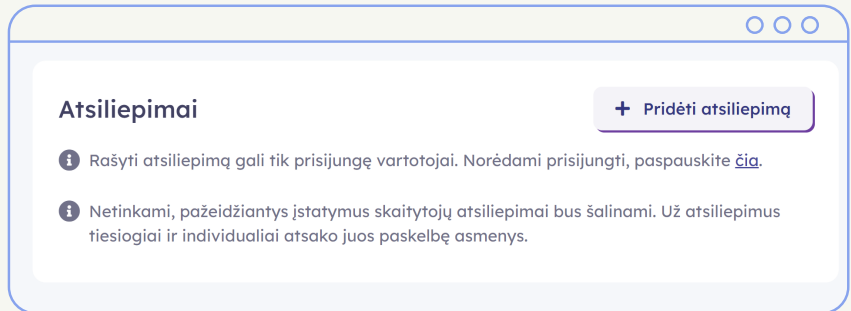 Atsiliepimai
Pridėti atsiliepimą
Rašyti atsiliepimą gali tik prisijungę vartotojai. Norėdami prisijungti, paspauskite čia.
Netinkami, pažeidžiantys įstatymus skaitytojų atsiliepimai bus šalinami. Už atsiliepimus
tiesiogiai ir individualiai atsako juos paskelbę asmenys.